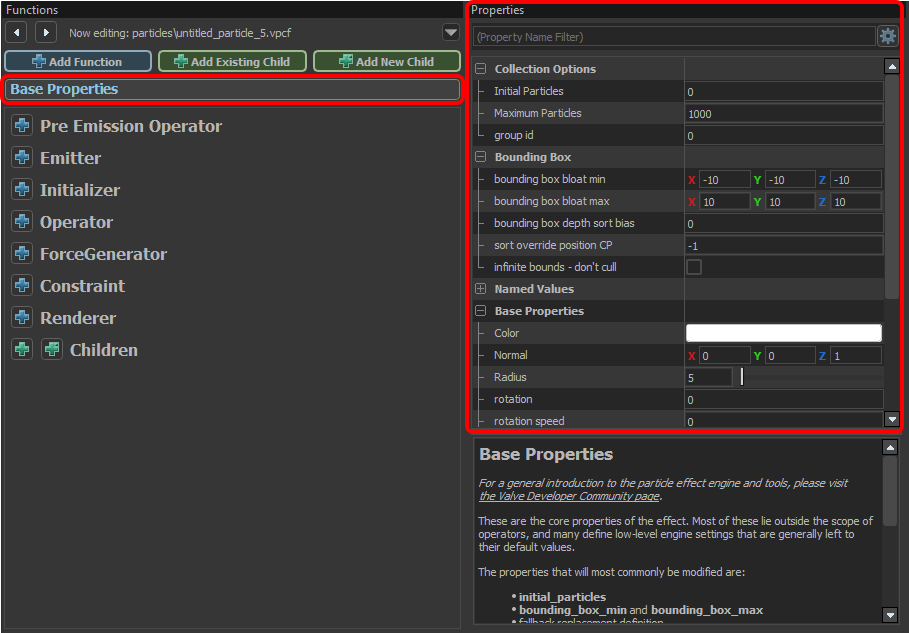 Functions
Now editing: particles\untitled_particle_5.vpcf
Add Function
Add Existing Child
Add New Child
Base Properties
Pre Emission Operator
Emitter
Initializer
Operator
ForceGenerator
Constraint
Renderer
Children
Properties
(Property Name Filter)
Collection Options
Initial Particles 0
Maximum Particles 1000
group id 0
Bounding Box
bounding box bloat min X -10 Y -10 Z -10
bounding box bloat max X 10 Y 10 Z 10
bounding box depth sort bias 0
sort override position CP -1
infinite bounds - don't cull
Named Values
Base Properties
Color
Normal X 0 Y 0 Z 1
Radius 5
rotation 0
rotation speed 0
Base Properties
For a general introduction to the particle effect engine and tools, please visit
the Valve Developer Community page.
These are the core properties of the effect. Most of these lie outside the scope of
operators, and many define low-level engine settings that are generally left to
their default values.
The properties that will most commonly be modified are:
• initial_particles
• bounding_box_min and bounding_box_max
• fallback replacement definition